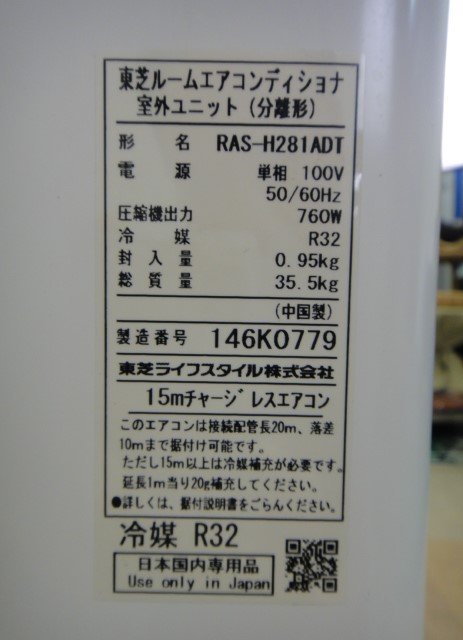 東芝ルームエアコンディショナ
室外ユニット（分離形）
形 名 RAS-H281ADT
電 源 単相 100V
50/60Hz
圧縮機出力 760W
冷 媒 R32
封 入 量 0.95kg
総 質 量 35.5kg
（中国製）
製造番号 146K0779
東芝ライフスタイル株式会社
15mチャージレスエアコン
このエアコンは接続配管長20m、落差
10mまで据付け可能です。
ただし15m以上は冷媒補充が必要です。
延長1m当り20g補充してください。
●詳しくは、据付説明書をごらんください。
冷媒 R32
日本国内専用品
Use only in Japan